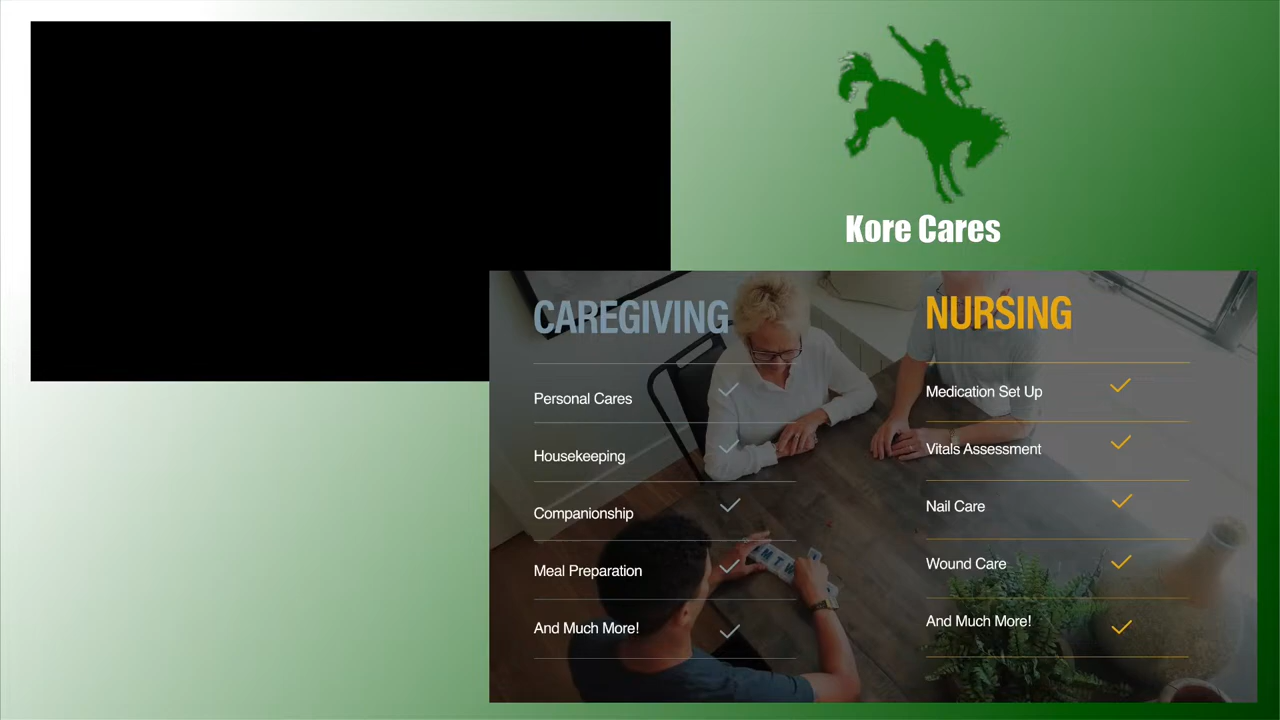 Kore Cares
CAREGIVING
Personal Cares
Housekeeping
Companionship
Meal Preparation
And Much More!
NURSING
Medication Set Up
Vitals Assessment
Nail Care
Wound Care
And Much More!
M T W